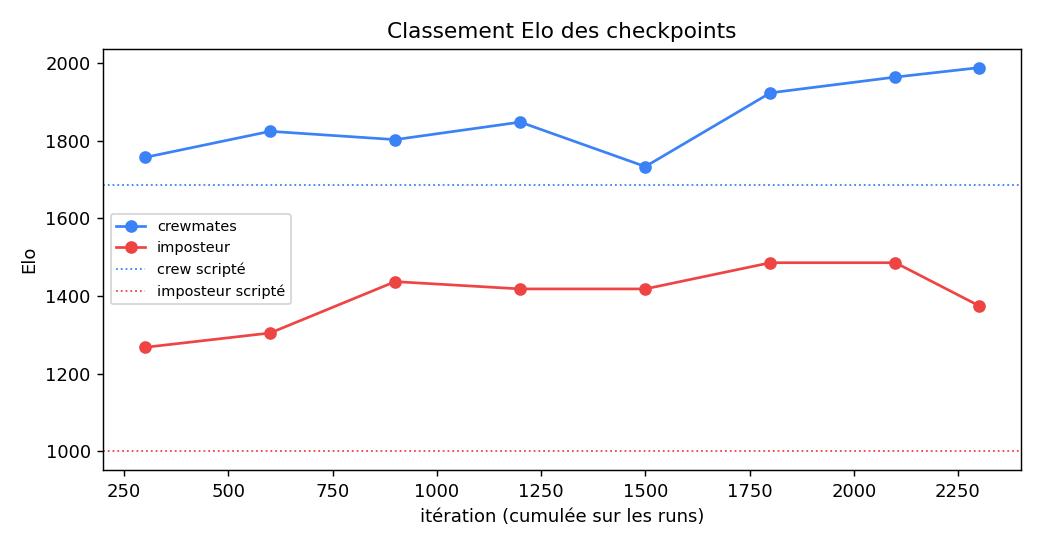 Classement Elo des checkpoints
2000
1800
1600
1400
1200
1000
Elo
crewmates
imposteur
crew scripté
imposteur scripté
250 500 750 1000 1250 1500 1750 2000 2250
itération (cumulée sur les runs)